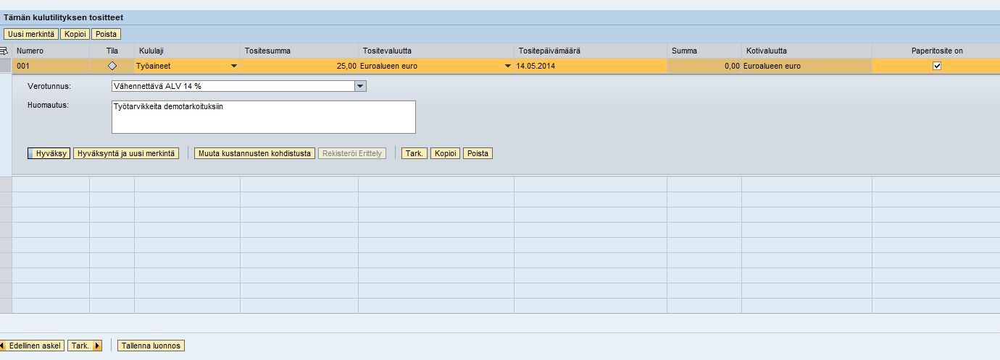 Tämän kulutilityksen tositteet
Uusi merkintä Kopioi Poista
Numero Tila Kululaji Tositesumma Tositevaluutta Tositepäivämäärä Summa Kotivaluutta Paperitosite on
001 Työaineet 25,00 Euroalueen euro 14.05.2014 0,00 Euroalueen euro
Verotunnus: Vähennettävä ALV 14 %
Huomautus: Työtarvikkeita demotarkoituksiin
Hyväksy Hyväksyntä ja uusi merkintä Muuta kustannusten kohdistusta Rekisteröi Erittely Tark. Kopioi Poista
Edellinen askel Tark. Tallenna luonnos